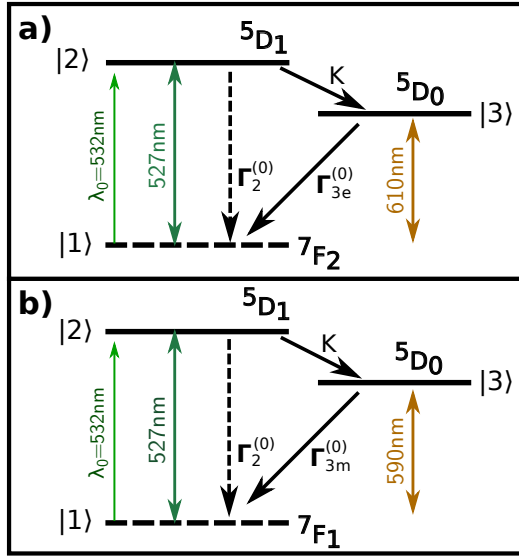 a)
⁵D₁
|2⟩
K
⁵D₀
|3⟩
λ₀=532nm
527nm
Γ₂⁽⁰⁾
Γ₃ₑ⁽⁰⁾
610nm
|1⟩
⁷F₂
b)
⁵D₁
|2⟩
K
⁵D₀
|3⟩
λ₀=532nm
527nm
Γ₂⁽⁰⁾
Γ₃ₘ⁽⁰⁾
590nm
|1⟩
⁷F₁